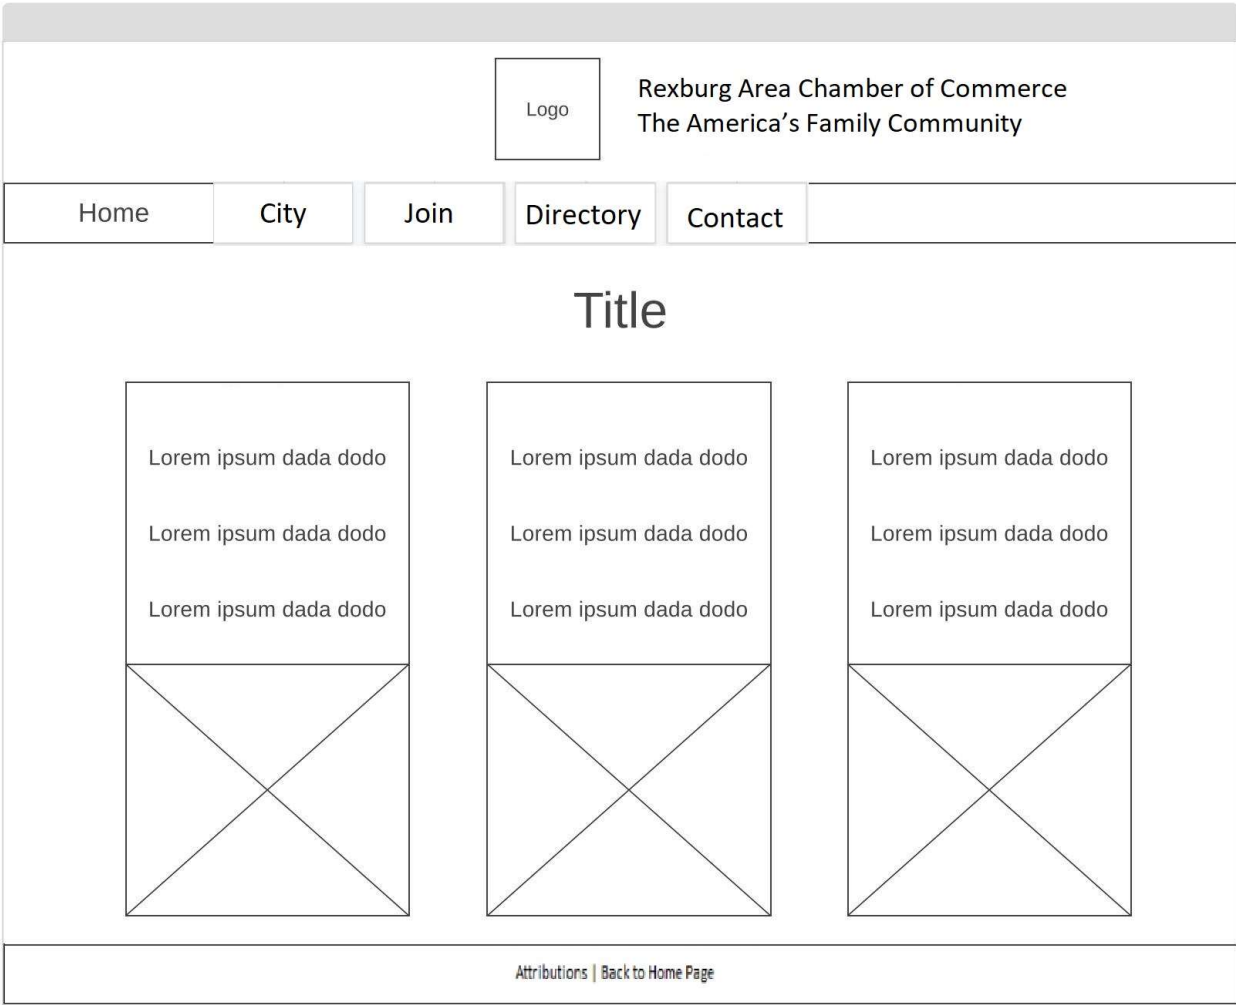 Logo
Rexburg Area Chamber of Commerce
The America’s Family Community
Home City Join Directory Contact
Title
Lorem ipsum dada dodo
Lorem ipsum dada dodo
Lorem ipsum dada dodo
Lorem ipsum dada dodo
Lorem ipsum dada dodo
Lorem ipsum dada dodo
Lorem ipsum dada dodo
Lorem ipsum dada dodo
Lorem ipsum dada dodo
Attributions | Back to Home Page